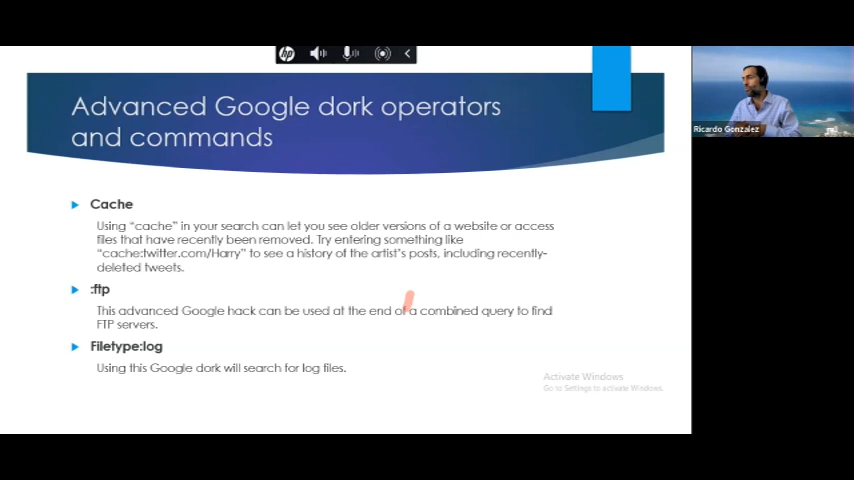 hp
Advanced Google dork operators
and commands
Cache
Using “cache” in your search can let you see older versions of a website or access
files that have recently been removed. Try entering something like
“cache:twitter.com/Harry” to see a history of the artist’s posts, including recently-
deleted tweets.
:ftp
This advanced Google hack can be used at the end of a combined query to find
FTP servers.
Filetype:log
Using this Google dork will search for log files.
Activate Windows
Go to Settings to activate Windows.
Ricardo Gonzalez